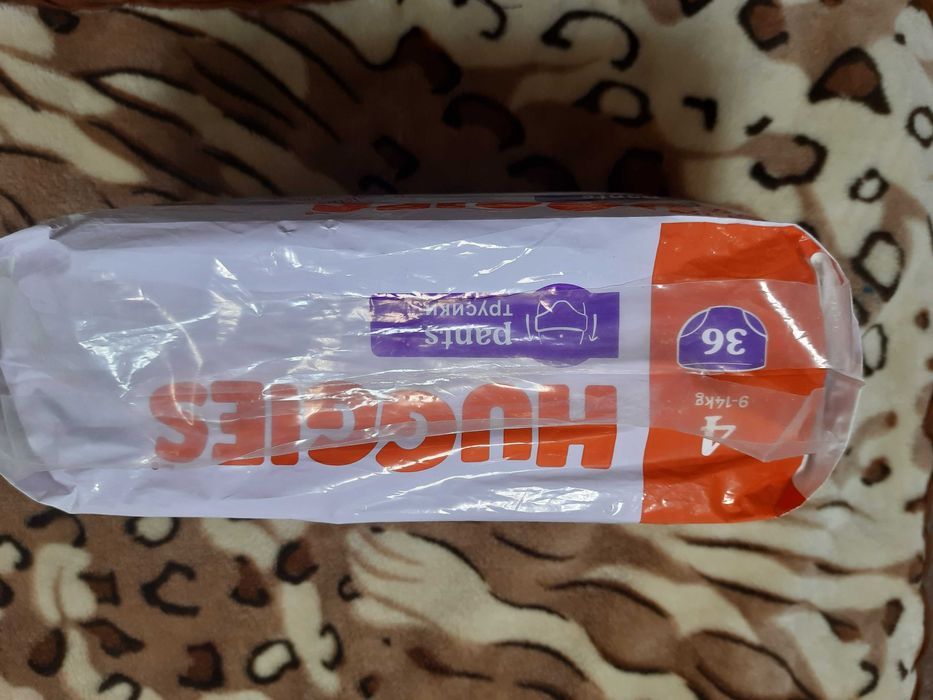 HUGGIES
pants
трусики
4
9-14kg
36